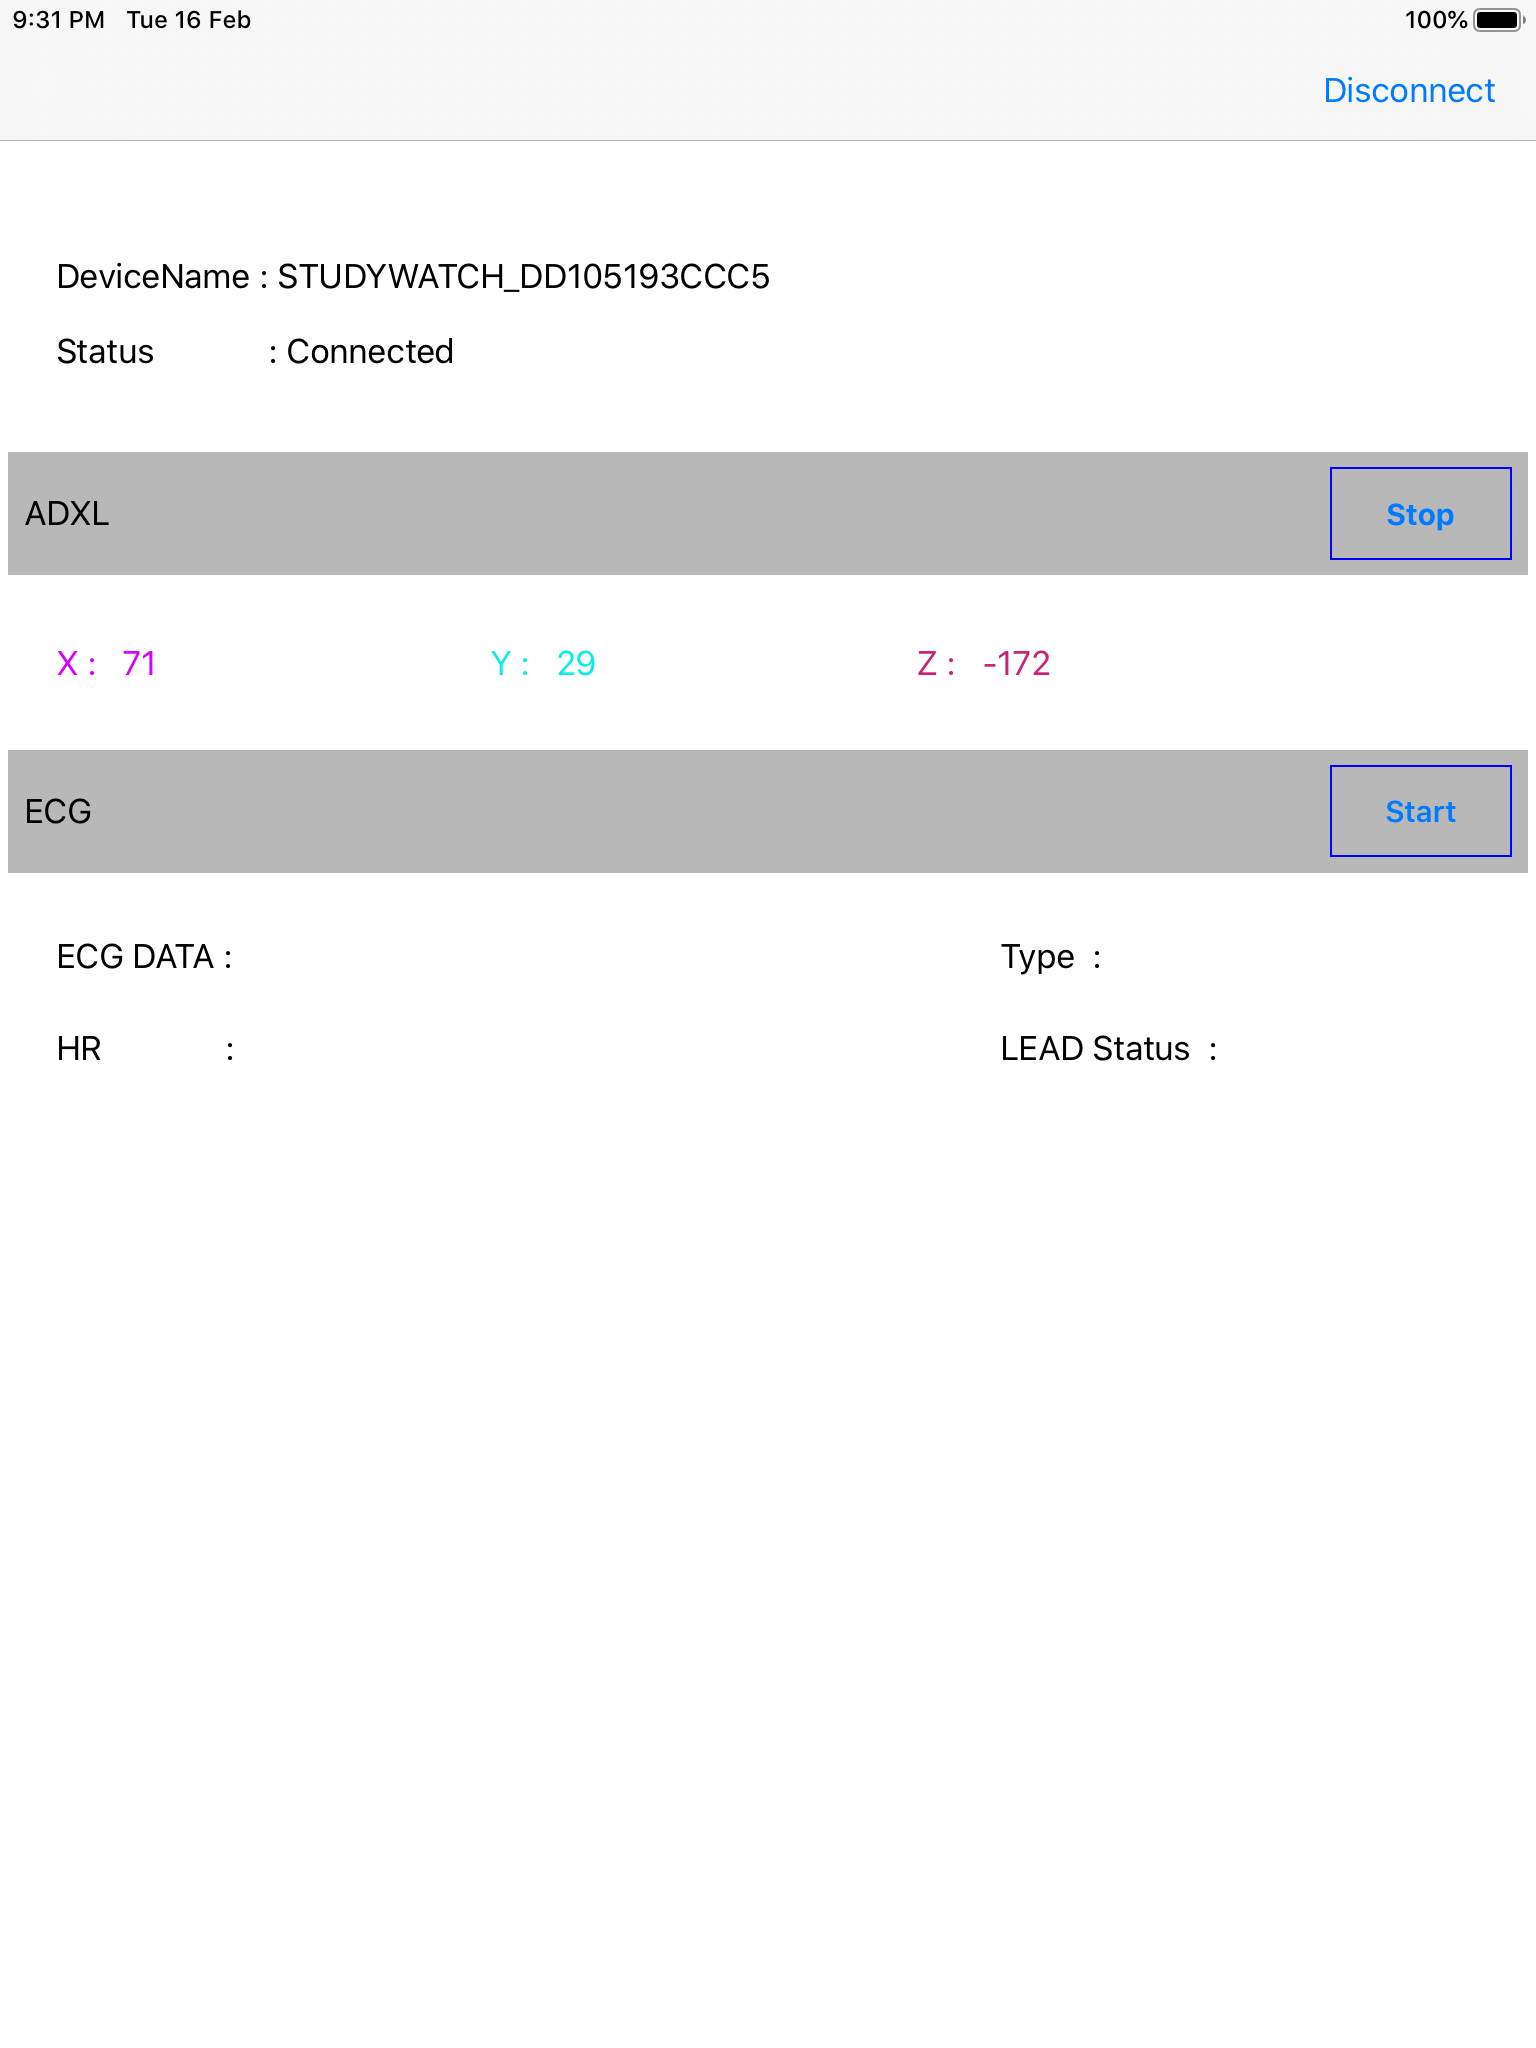 9:31 PM Tue 16 Feb 100%
Disconnect
DeviceName : STUDYWATCH_DD105193CCC5
Status : Connected
ADXL Stop
X : 71 Y : 29 Z : -172
ECG Start
ECG DATA : Type :
HR : LEAD Status :